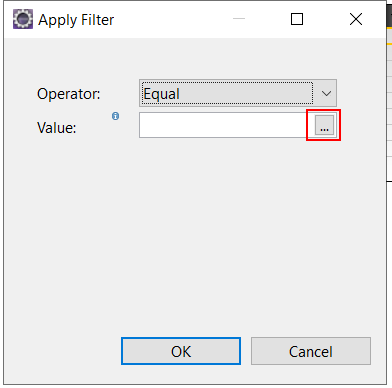 Apply Filter
Operator: Equal
Value: ...
OK Cancel